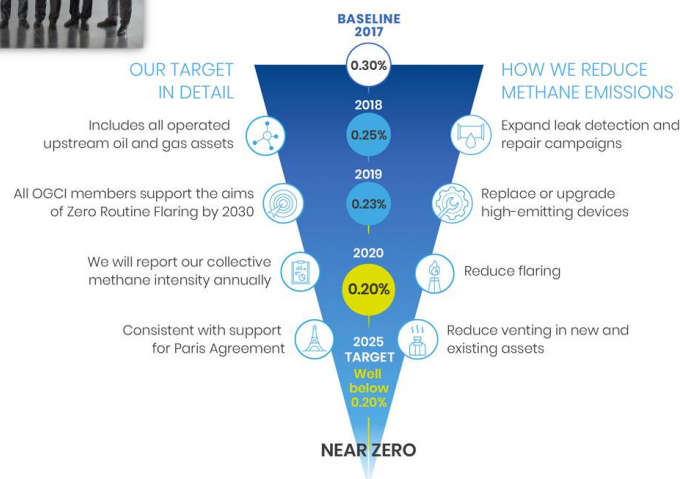 BASELINE
2017
0.30%
OUR TARGET
IN DETAIL
Includes all operated
upstream oil and gas assets
All OGCI members support the aims
of Zero Routine Flaring by 2030
We will report our collective
methane intensity annually
Consistent with support
for Paris Agreement
2018
0.25%
2019
0.23%
2020
0.20%
2025
TARGET
Well
below
0.20%
NEAR ZERO
HOW WE REDUCE
METHANE EMISSIONS
Expand leak detection and
repair campaigns
Replace or upgrade
high-emitting devices
Reduce flaring
Reduce venting in new and
existing assets